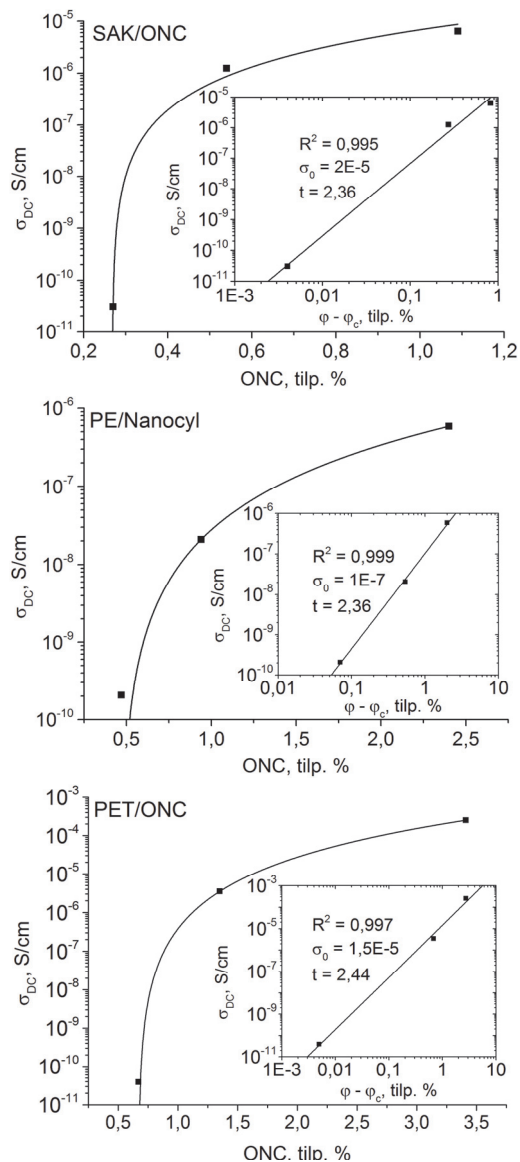 SAK/ONC
10⁻⁵
10⁻⁶
10⁻⁷
10⁻⁸
10⁻⁹
10⁻¹⁰
10⁻¹¹
σDC, S/cm
0,2 0,4 0,6 0,8 1,0 1,2
ONC, tilp. %
10⁻⁵
10⁻⁶
10⁻⁷
10⁻⁸
10⁻⁹
10⁻¹⁰
10⁻¹¹
σDC, S/cm
R² = 0,995
σ₀ = 2E-5
t = 2,36
1E-3 0,01 0,1 1
φ - φc, tilp. %
PE/Nanocyl
10⁻⁶
10⁻⁷
10⁻⁸
10⁻⁹
10⁻¹⁰
σDC, S/cm
0,5 1,0 1,5 2,0 2,5
ONC, tilp. %
10⁻⁶
10⁻⁷
10⁻⁸
10⁻⁹
10⁻¹⁰
σDC, S/cm
R² = 0,999
σ₀ = 1E-7
t = 2,36
0,01 0,1 1 10
φ - φc, tilp. %
PET/ONC
10⁻³
10⁻⁴
10⁻⁵
10⁻⁶
10⁻⁷
10⁻⁸
10⁻⁹
10⁻¹⁰
10⁻¹¹
σDC, S/cm
0,5 1,0 1,5 2,0 2,5 3,0 3,5
ONC, tilp. %
10⁻³
10⁻⁵
10⁻⁷
10⁻⁹
10⁻¹¹
σDC, S/cm
R² = 0,997
σ₀ = 1,5E-5
t = 2,44
1E-3 0,01 0,1 1 10
φ - φc, tilp. %